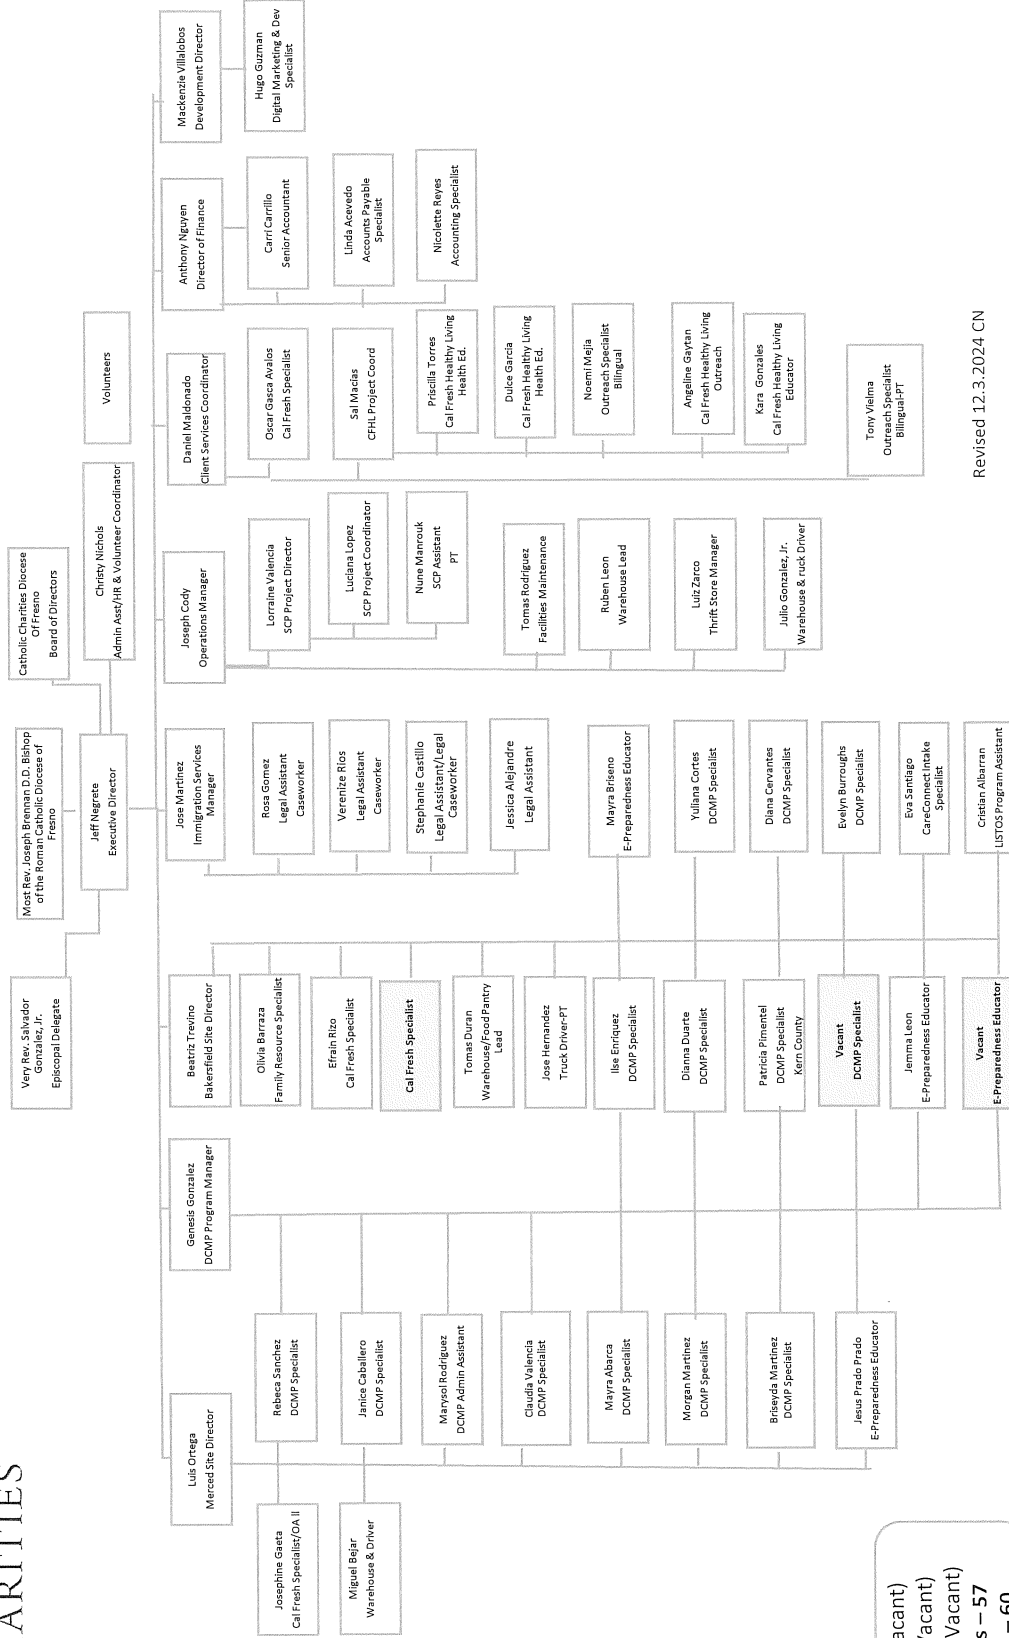 ARITIES
Very Rev. Salvador
Gonzalez, Jr.
Episcopal Delegate
Most Rev. Joseph Brennan D.D. Bishop
of the Roman Catholic Diocese of
Fresno
Catholic Charities Diocese
Of Fresno
Board of Directors
Jeff Negrete
Executive Director
Christy Nichols
Admin Asst/HR & Volunteer Coordinator
Volunteers
Luis Ortega
Merced Site Director
Genesis Gonzalez
DCMP Program Manager
Beatriz Trevino
Bakersfield Site Director
Jose Martinez
Immigration Services
Manager
Joseph Cody
Operations Manager
Daniel Maldonado
Client Services Coordinator
Anthony Nguyen
Director of Finance
Mackenzie Villalobos
Development Director
Josephine Gaeta
Cal Fresh Specialist/OA II
Miguel Bejar
Warehouse & Driver
Rebeca Sanchez
DCMP Specialist
Janice Caballero
DCMP Specialist
Marysol Rodriguez
DCMP Admin Assistant
Claudia Valencia
DCMP Specialist
Mayra Abarca
DCMP Specialist
Morgan Martinez
DCMP Specialist
Briseyda Martinez
DCMP Specialist
Jesus Prado Prado
E-Preparedness Educator
Olivia Barraza
Family Resource Specialist
Efrain Rizo
Cal Fresh Specialist
Cal Fresh Specialist
Tomas Duran
Warehouse/Food Pantry
Lead
Jose Hernandez
Truck Driver-PT
Ilse Enriquez
DCMP Specialist
Dianna Duarte
DCMP Specialist
Patricia Pimentel
DCMP Specialist
Kern County
Vacant
DCMP Specialist
Jemma Leon
E-Preparedness Educator
Vacant
E-Preparedness Educator
Rosa Gomez
Legal Assistant
Caseworker
Verenize Rios
Legal Assistant
Caseworker
Stephanie Castillo
Legal Assistant/Legal
Caseworker
Jessica Alejandre
Legal Assistant
Mayra Briseno
E-Preparedness Educator
Yuliana Cortes
DCMP Specialist
Diana Cervantes
DCMP Specialist
Evelyn Burroughs
DCMP Specialist
Eva Santiago
CareConnect Intake
Specialist
Cristian Albarran
LISTOS Program Assistant
Lorraine Valencia
SCP Project Director
Luciana Lopez
SCP Project Coordinator
Nune Manrouk
SCP Assistant
PT
Tomas Rodriguez
Facilities Maintenance
Ruben Leon
Warehouse Lead
Luiz Zarco
Thrift Store Manager
Julio Gonzalez, Jr.
Warehouse & ruck Driver
Oscar Gasca Avalos
Cal Fresh Specialist
Sal Macias
CFHL Project Coord
Priscilla Torres
Cal Fresh Healthy Living
Health Ed.
Dulce Garcia
Cal Fresh Healthy Living
Health Ed.
Noemi Mejia
Outreach Specialist
Bilingual
Angeline Gaytan
Cal Fresh Healthy Living
Outreach
Kara Gonzales
Cal Fresh Healthy Living
Educator
Tony Vielma
Outreach Specialist
Bilingual-PT
Carri Carrillo
Senior Accountant
Linda Acevedo
Accounts Payable
Specialist
Nicolette Reyes
Accounting Specialist
Hugo Guzman
Digital Marketing & Dev
Specialist
acant)
Vacant)
Vacant)
s – 57
– 60
Revised 12.3.2024 CN